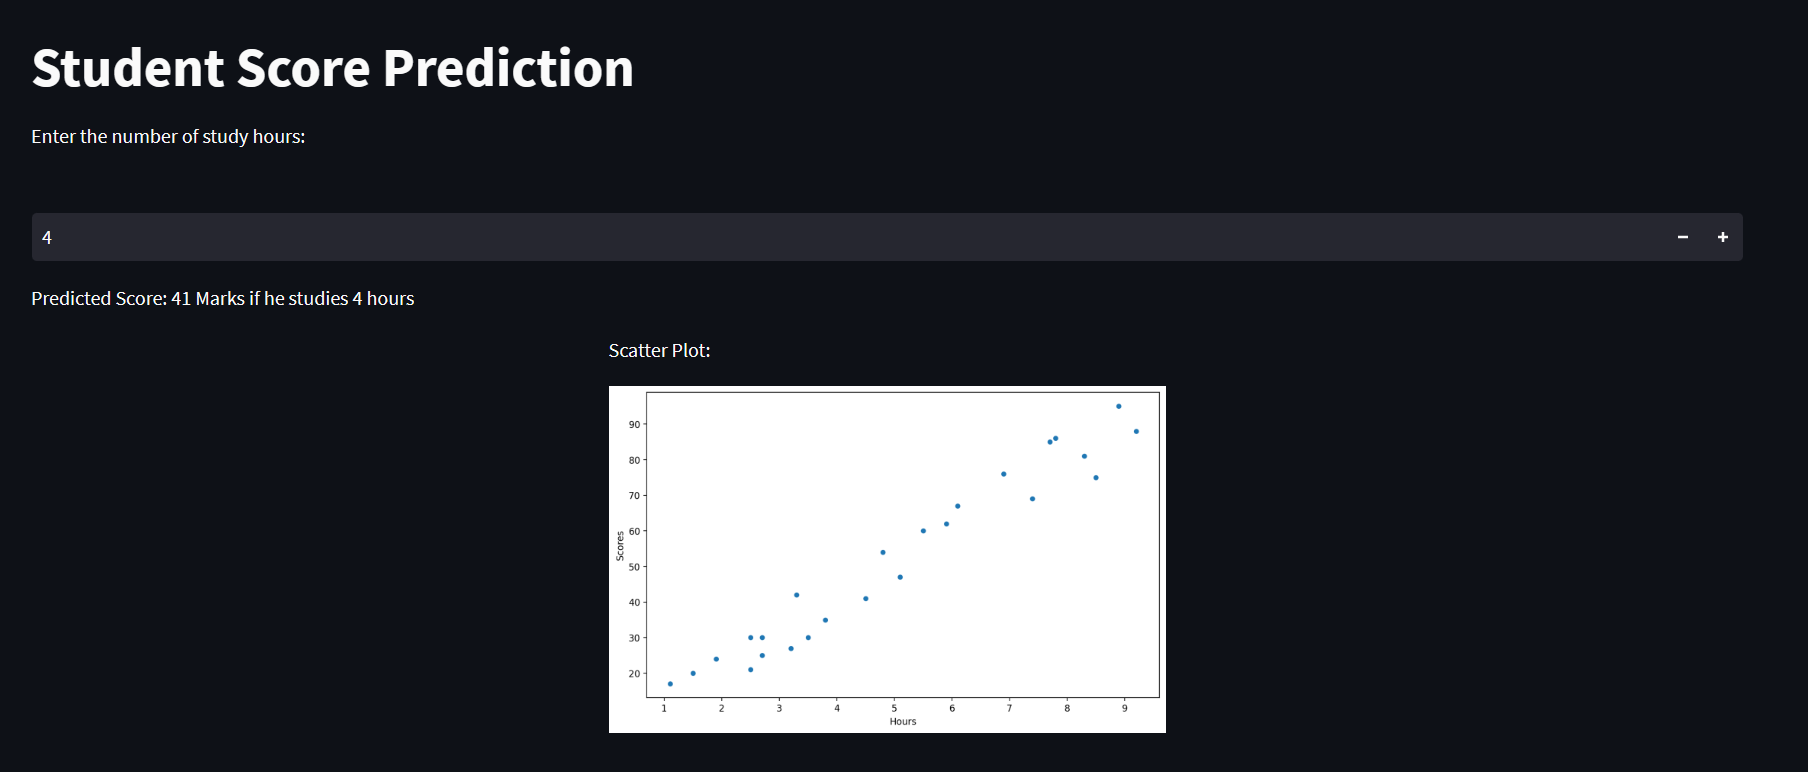 Student Score Prediction
Enter the number of study hours:
4
Predicted Score: 41 Marks if he studies 4 hours
Scatter Plot:
90
80
70
60
50
40
30
20
Scores
1 2 3 4 5 6 7 8 9
Hours